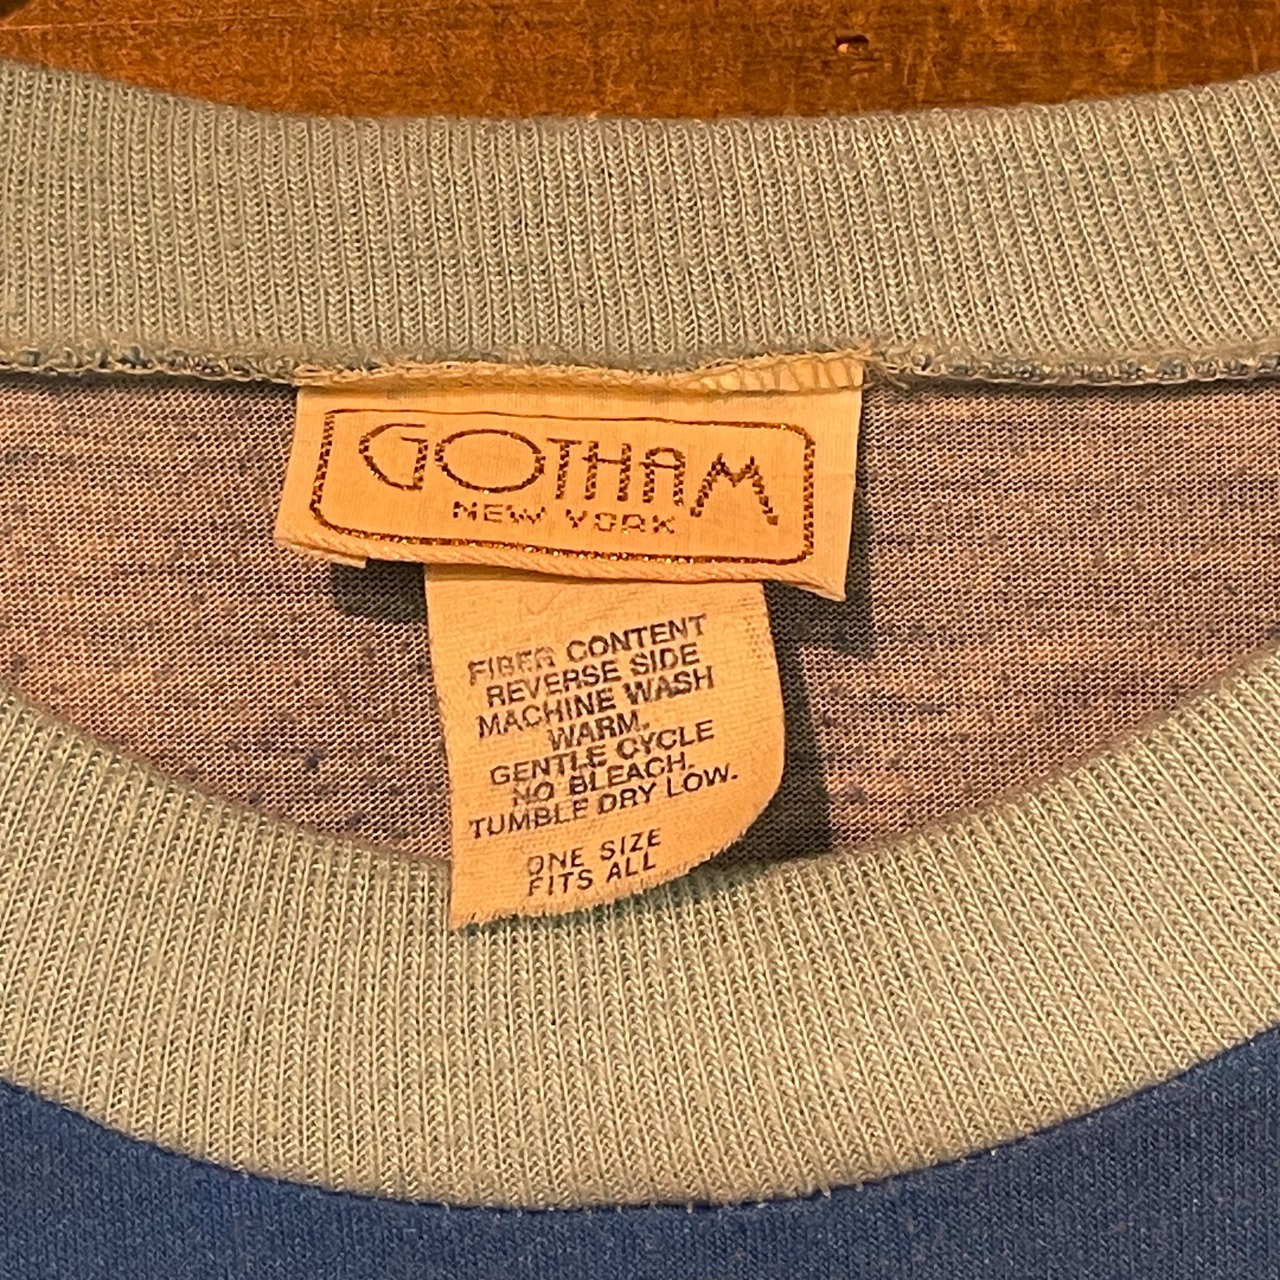 GOTHAM
NEW YORK
FIBER CONTENT
REVERSE SIDE
MACHINE WASH
WARM.
GENTLE CYCLE
NO BLEACH.
TUMBLE DRY LOW.
ONE SIZE
FITS ALL